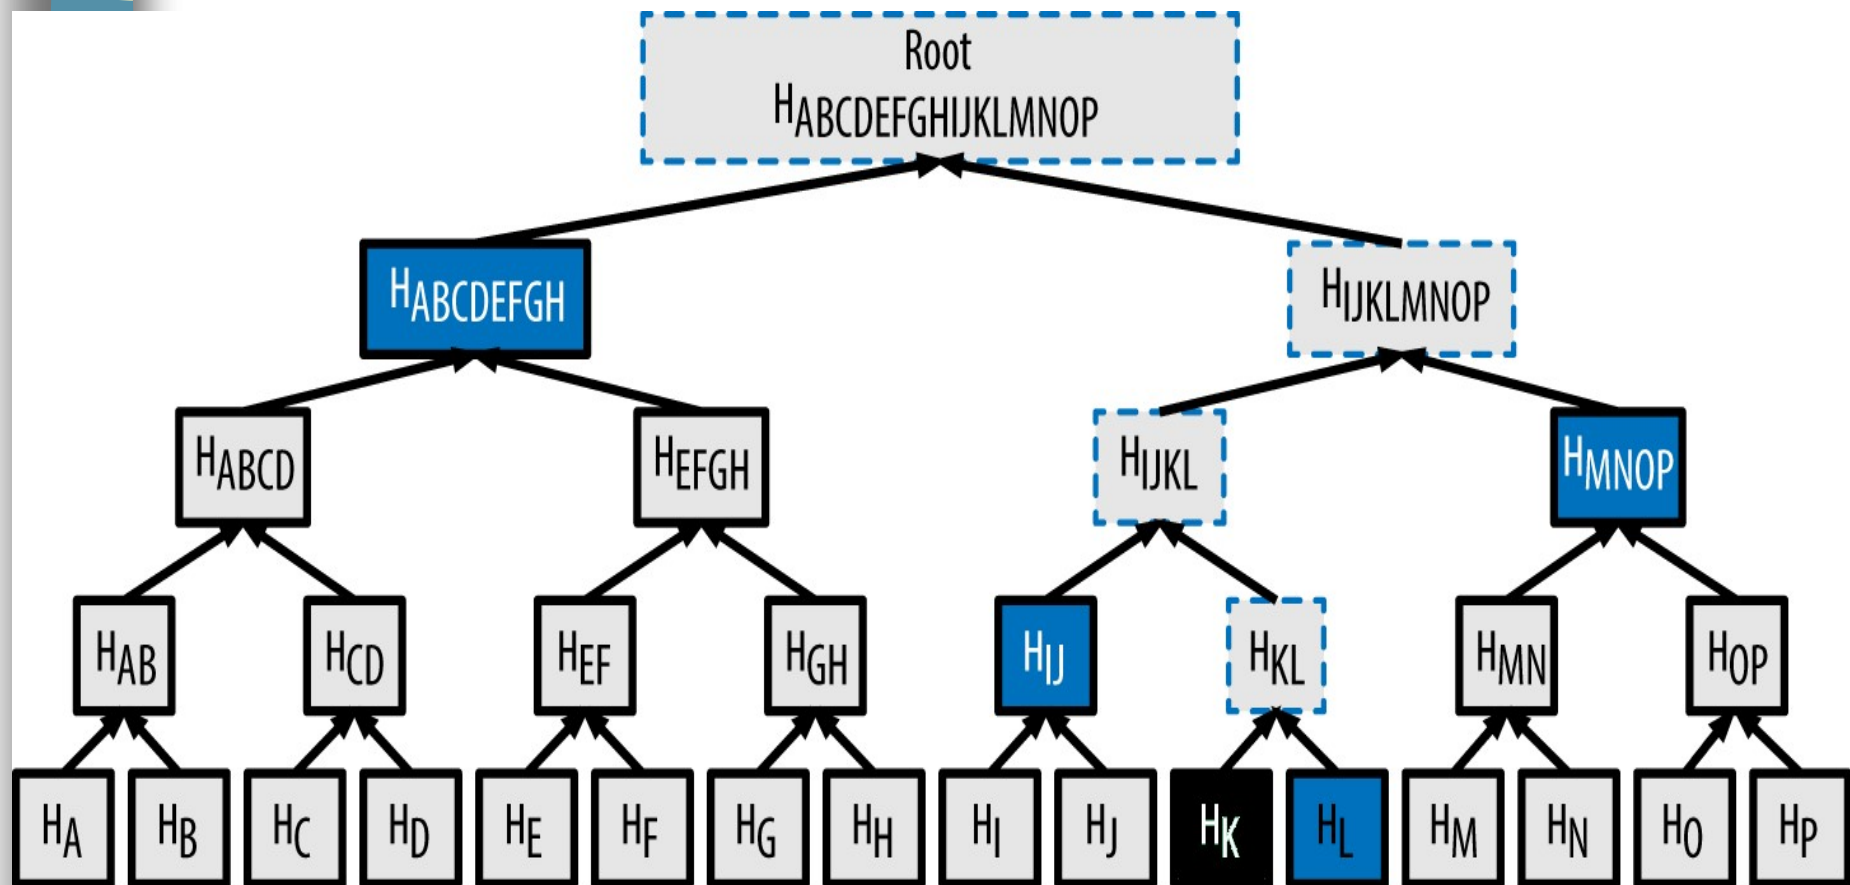 Root
HABCDEFGHIJKLMNOP
HABCDEFGH
HIJKLMNOP
HABCD
HEFGH
HIJKL
HMNOP
HAB
HCD
HEF
HGH
HIJ
HKL
HMN
HOP
HA
HB
HC
HD
HE
HF
HG
HH
HI
HJ
HK
HL
HM
HN
HO
HP